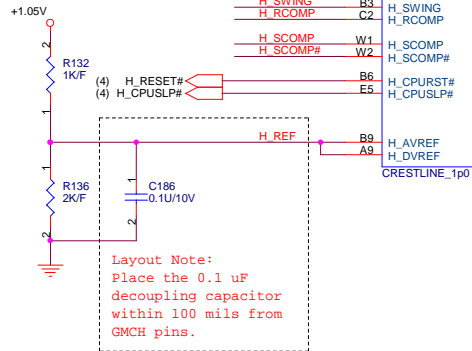 H_SWING B3 H_SWING
H_RCOMP C2 H_RCOMP
+1.05V
H_SCOMP W1 H_SCOMP
H_SCOMP# W2 H_SCOMP#
2
R132
1K/F
1
(4) H_RESET# B6 H_CPURST#
(4) H_CPUSLP# E5 H_CPUSLP#
H_REF B9 H_AVREF
A9 H_DVREF
CRESTLINE_1p0
1
R136
2K/F
2
1
C186
0.1U/10V
2
Layout Note:
Place the 0.1 uF
decoupling capacitor
within 100 mils from
GMCH pins.